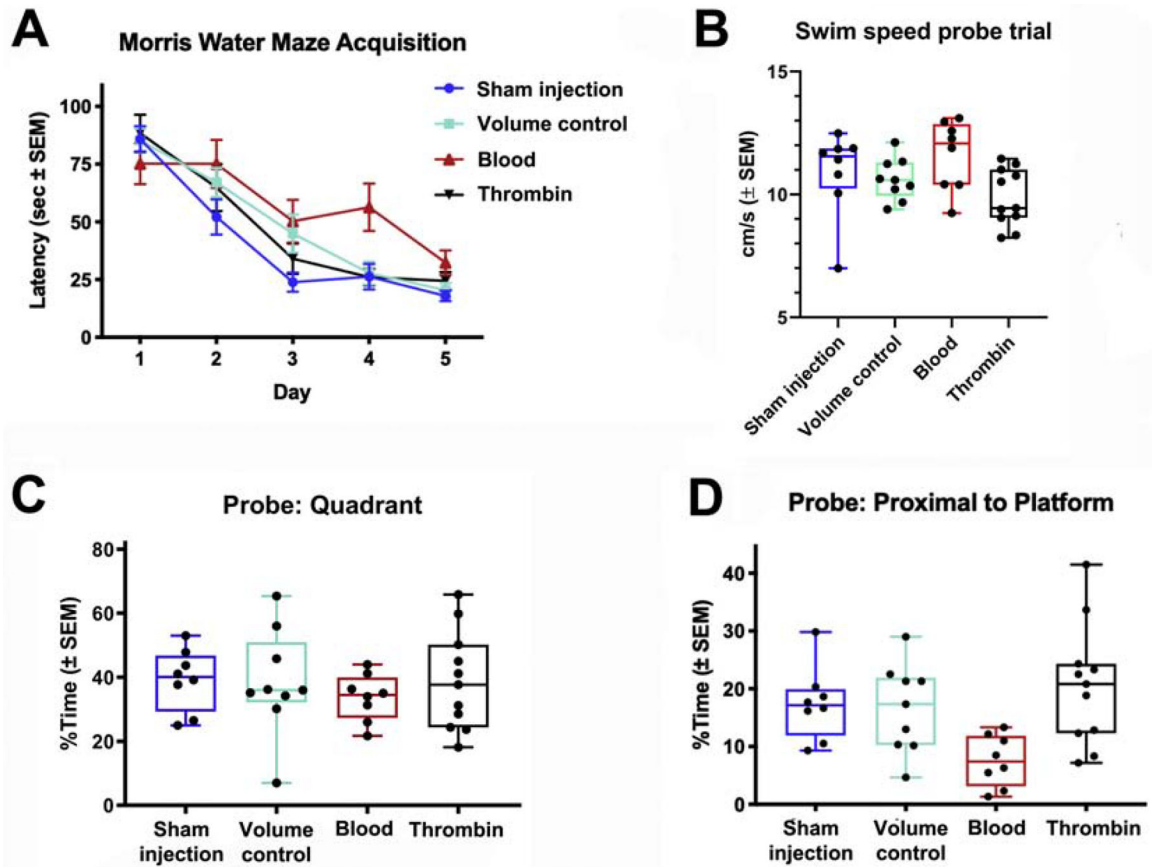 A
Morris Water Maze Acquisition
Latency (sec ± SEM)
100
75
50
25
0
1 2 3 4 5
Day
Sham injection
Volume control
Blood
Thrombin
B
Swim speed probe trial
cm/s (± SEM)
15
10
5
Sham injection
Volume control
Blood
Thrombin
C
Probe: Quadrant
%Time (± SEM)
80
60
40
20
0
Sham injection
Volume control
Blood
Thrombin
D
Probe: Proximal to Platform
%Time (± SEM)
40
30
20
10
0
Sham injection
Volume control
Blood
Thrombin